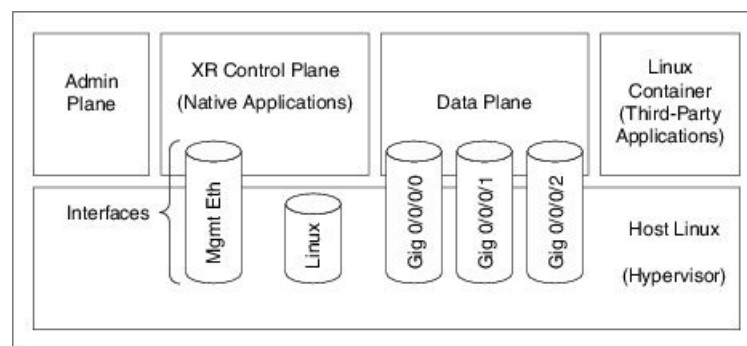 Admin
Plane
XR Control Plane
(Native Applications)
Data Plane
Linux
Container
(Third-Party
Applications)
Interfaces
Mgmt Eth
Linux
Gig 0/0/0/0
Gig 0/0/0/1
Gig 0/0/0/2
Host Linux
(Hypervisor)